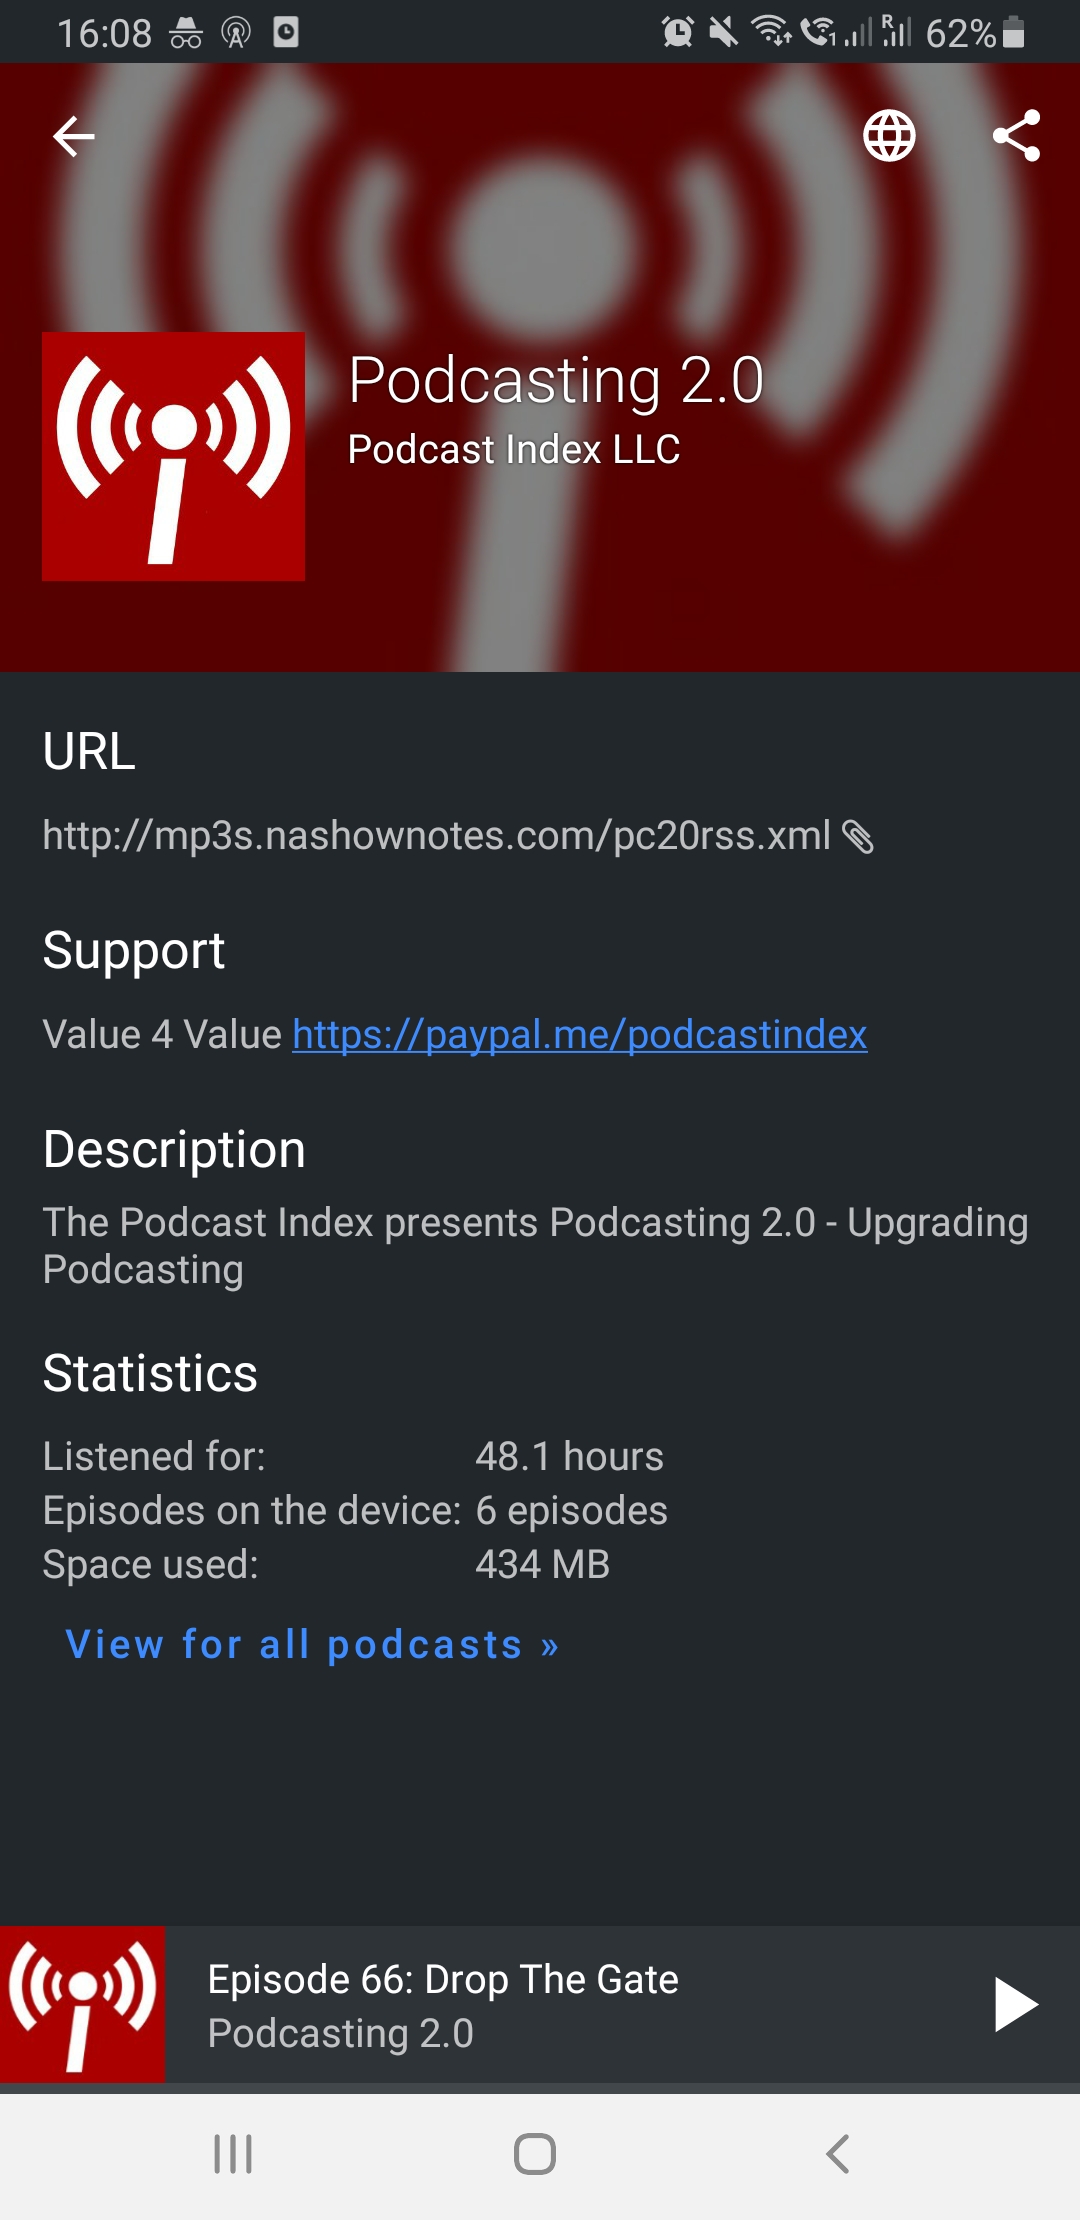 16:08
R
1
62%
Podcasting 2.0
Podcast Index LLC
URL
http://mp3s.nashownotes.com/pc20rss.xml
Support
Value 4 Value https://paypal.me/podcastindex
Description
The Podcast Index presents Podcasting 2.0 - Upgrading
Podcasting
Statistics
Listened for: 48.1 hours
Episodes on the device: 6 episodes
Space used: 434 MB
View for all podcasts »
Episode 66: Drop The Gate
Podcasting 2.0